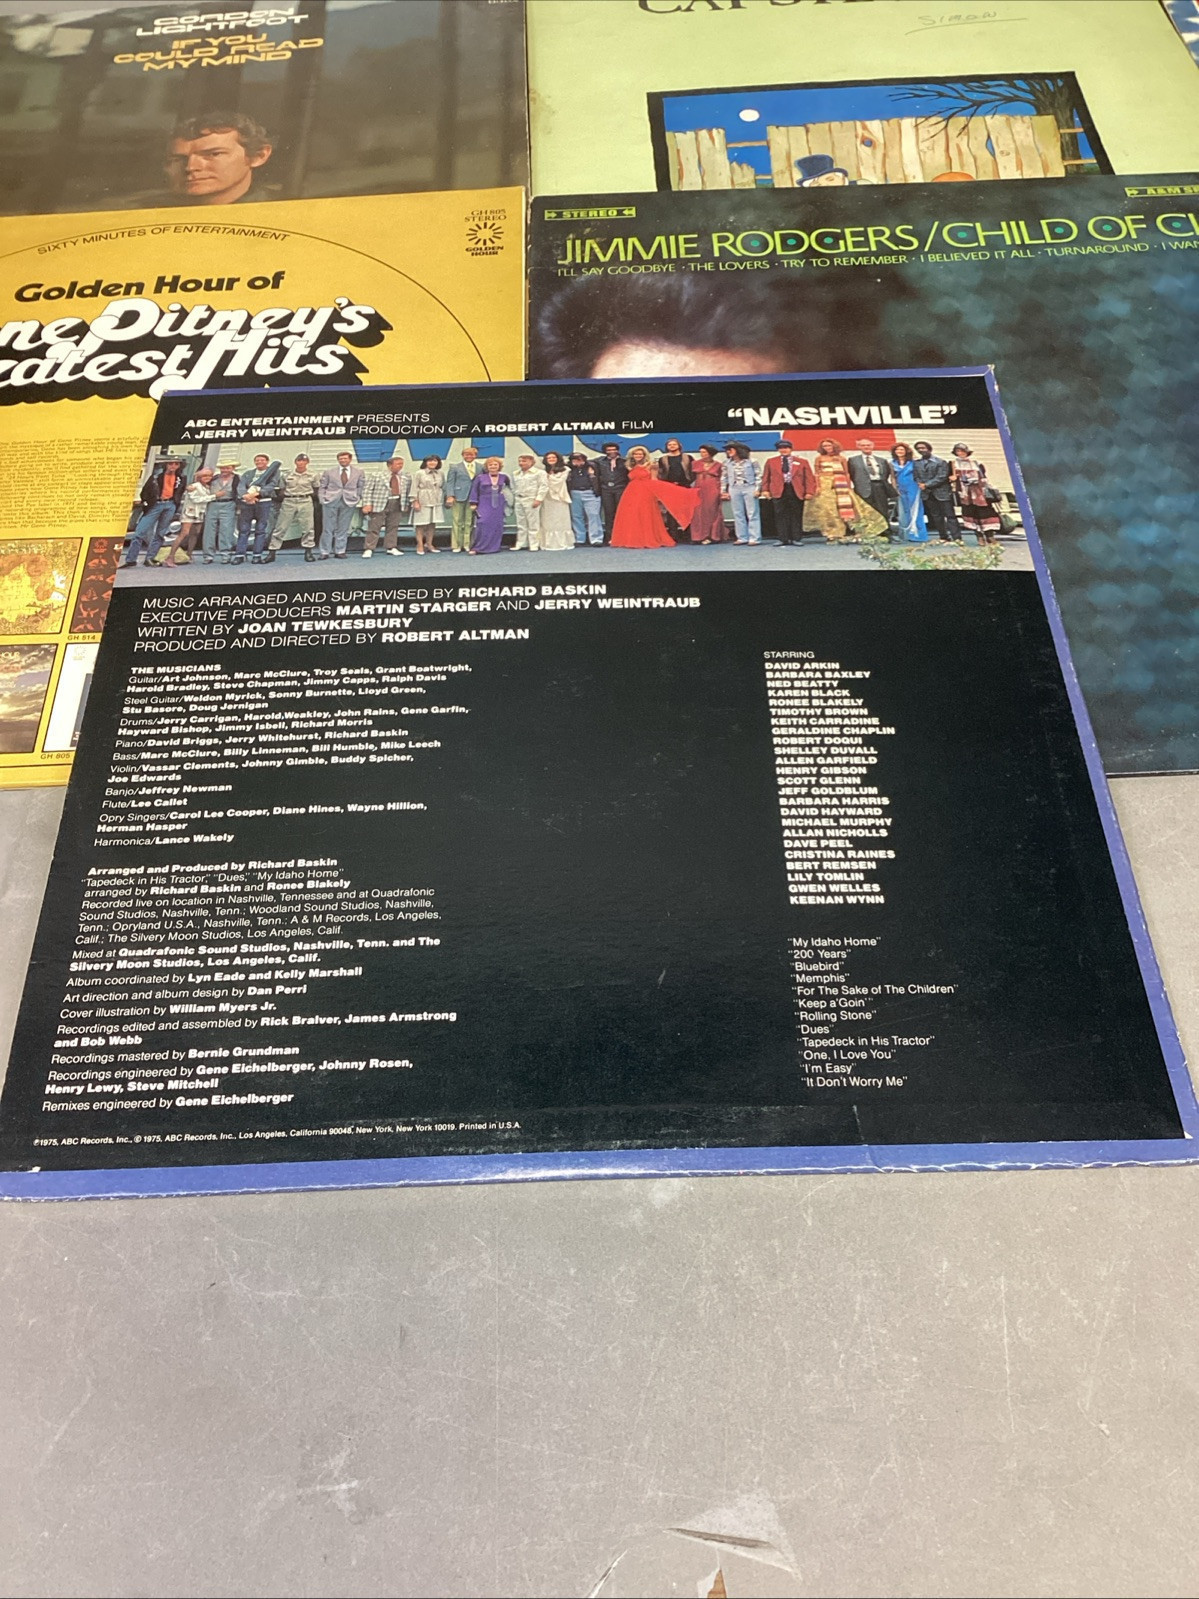 GORDON
LIGHTFOOT
IF YOU
COULD READ
MY MIND
SIMON
SIXTY MINUTES OF ENTERTAINMENT
GH 805
STEREO
GOLDEN
HOUR
Golden Hour of
Pitney's
Hits
GH 514
GH 805
STEREO
JIMMIE RODGERS / CHILD OF
I'LL SAY GOODBYE · THE LOVERS · TRY TO REMEMBER · I BELIEVED IT ALL · TURNAROUND · I
ABC ENTERTAINMENT PRESENTS
A JERRY WEINTRAUB PRODUCTION OF A ROBERT ALTMAN FILM
"NASHVILLE"
MUSIC ARRANGED AND SUPERVISED BY RICHARD BASKIN
EXECUTIVE PRODUCERS MARTIN STARGER AND JERRY WEINTRAUB
WRITTEN BY JOAN TEWKESBURY
PRODUCED AND DIRECTED BY ROBERT ALTMAN
THE MUSICIANS
Guitar/Art Johnson, Marc McClure, Troy Seals, Grant Boatwright,
Harold Bradley, Steve Chapman, Jimmy Capps, Ralph Davis
Steel Guitar/Weldon Myrick, Sonny Burnette, Lloyd Green,
Stu Basore, Doug Jernigan
Drums/Jerry Carrigan, Harold,Weakley, John Rains, Gene Garfin,
Hayward Bishop, Jimmy Isbell, Richard Morris
Piano/David Briggs, Jerry Whitehurst, Richard Baskin
Bass/Marc McClure, Billy Linneman, Bill Humble, Mike Leech
Violin/Vassar Clements, Johnny Gimble, Buddy Spicher,
Joe Edwards
Banjo/Jeffrey Newman
Flute/Lee Callet
Opry Singers/Carol Lee Cooper, Diane Hines, Wayne Hillion,
Herman Hasper
Harmonica/Lance Wakely
Arranged and Produced by Richard Baskin
"Tapedeck in His Tractor," "Dues," "My Idaho Home"
arranged by Richard Baskin and Ronee Blakely
Recorded live on location in Nashville, Tennessee and at Quadrafonic
Sound Studios, Nashville, Tenn.; Woodland Sound Studios, Nashville,
Tenn.; Opryland U.S.A., Nashville, Tenn.; A & M Records, Los Angeles,
Calif.; The Silvery Moon Studios, Los Angeles, Calif.
Mixed at Quadrafonic Sound Studios, Nashville, Tenn. and The
Silvery Moon Studios, Los Angeles, Calif.
Album coordinated by Lyn Eade and Kelly Marshall
Art direction and album design by Dan Perri
Cover illustration by William Myers Jr.
Recordings edited and assembled by Rick Bralver, James Armstrong
and Bob Webb
Recordings mastered by Bernie Grundman
Recordings engineered by Gene Eichelberger, Johnny Rosen,
Henry Lewy, Steve Mitchell
Remixes engineered by Gene Eichelberger
℗1975, ABC Records, Inc., © 1975, ABC Records, Inc., Los Angeles, California 90048, New York, New York 10019. Printed in U.S.A.
STARRING
DAVID ARKIN
BARBARA BAXLEY
NED BEATTY
KAREN BLACK
RONEE BLAKELY
TIMOTHY BROWN
KEITH CARRADINE
GERALDINE CHAPLIN
ROBERT DOQUI
SHELLEY DUVALL
ALLEN GARFIELD
HENRY GIBSON
SCOTT GLENN
JEFF GOLDBLUM
BARBARA HARRIS
DAVID HAYWARD
MICHAEL MURPHY
ALLAN NICHOLLS
DAVE PEEL
CRISTINA RAINES
BERT REMSEN
LILY TOMLIN
GWEN WELLES
KEENAN WYNN
"My Idaho Home"
"200 Years"
"Bluebird"
"Memphis"
"For The Sake of The Children"
"Keep a'Goin'"
"Rolling Stone"
"Dues"
"Tapedeck in His Tractor"
"One, I Love You"
"I'm Easy"
"It Don't Worry Me"